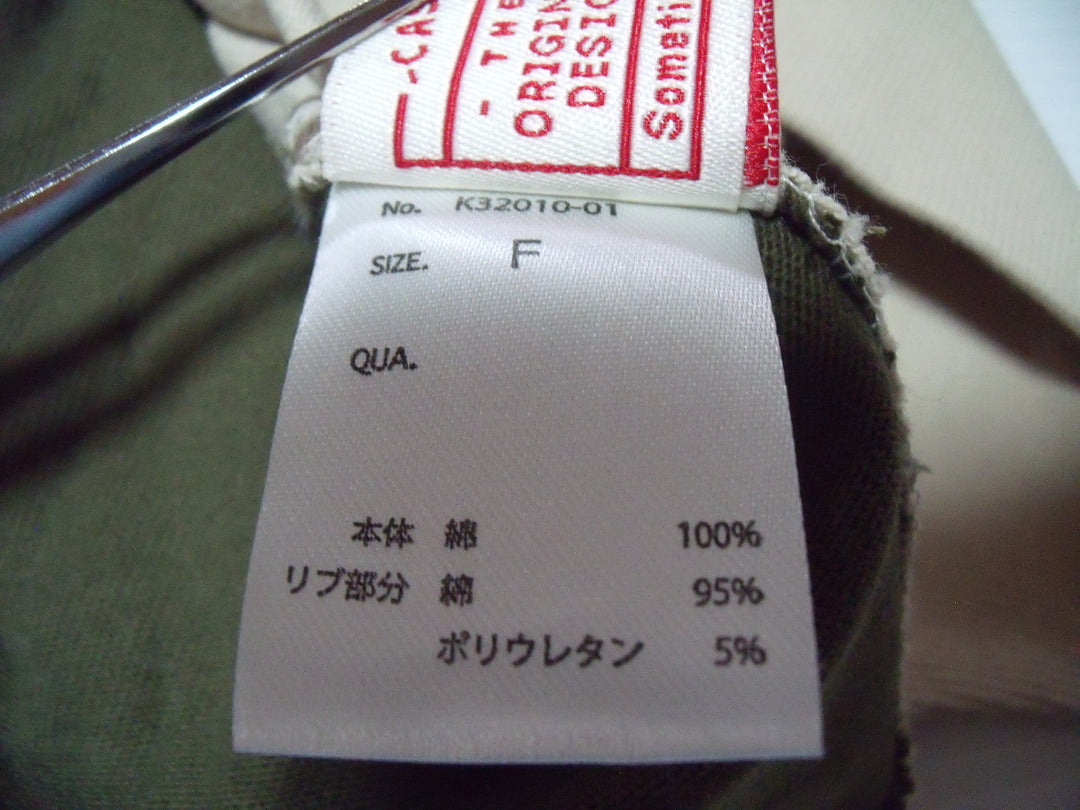 -CAS
- THE
ORIGIN
DESIG
Someti
No. K32010-01
SIZE. F
QUA.
本体 綿 100%
リブ部分 綿 95%
ポリウレタン 5%